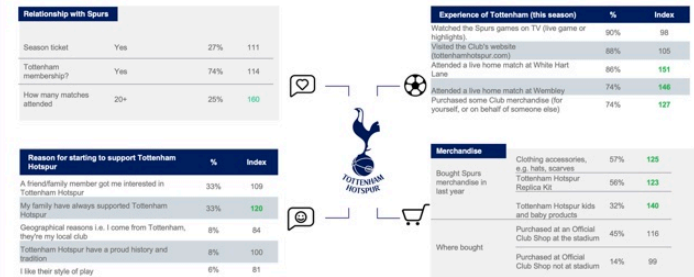 Relationship with Spurs
Season ticket Yes 27% 111
Tottenham
membership? Yes 74% 114
How many matches
attended 20+ 25% 160
Reason for starting to support Tottenham
Hotspur % Index
A friend/family member got me interested in
Tottenham Hotspur 33% 109
My family have always supported Tottenham
Hotspur 33% 120
Geographical reasons i.e. I come from Tottenham,
they're my local club 8% 84
Tottenham Hotspur have a proud history and
tradition 8% 100
I like their style of play 6% 81
TOTTENHAM
HOTSPUR
Experience of Tottenham (this season) % Index
Watched the Spurs games on TV (live game or
highlights). 90% 98
Visited the Club's website
(tottenhamhotspur.com) 86% 105
Attended a live home match at White Hart
Lane 86% 151
Attended a live home match at Wembley 74% 146
Purchased some Club merchandise (for
yourself, or on behalf of someone else) 74% 127
Merchandise
Bought Spurs
merchandise in
last year
Clothing accessories,
e.g. hats, scarves 57% 125
Tottenham Hotspur
Replica Kit 56% 123
Tottenham Hotspur kids
and baby products 32% 140
Where bought
Purchased at an Official
Club Shop at the stadium 45% 116
Purchased at Official
Club Shop not at stadium 14% 99